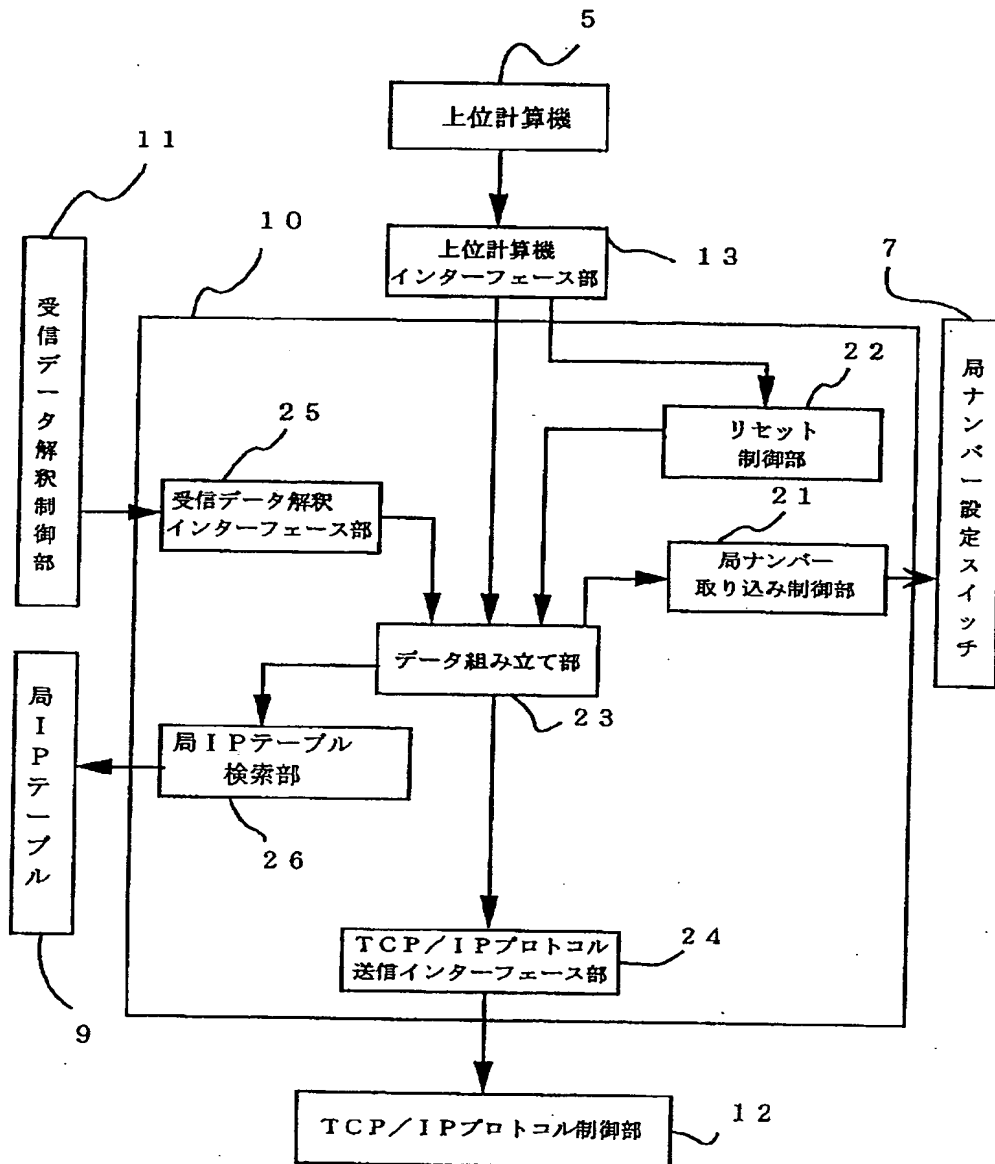 ５
上位計算機
１１
１０
上位計算機
インターフェース部
１３
７
受信データ解釈制御部
局ナンバー設定スイッチ
２２
リセット
制御部
２５
受信データ解釈
インターフェース部
２１
局ナンバー
取り込み制御部
データ組み立て部
２３
局ＩＰテーブル
局ＩＰテーブル
検索部
２６
９
ＴＣＰ／ＩＰプロトコル
送信インターフェース部
２４
ＴＣＰ／ＩＰプロトコル制御部
１２